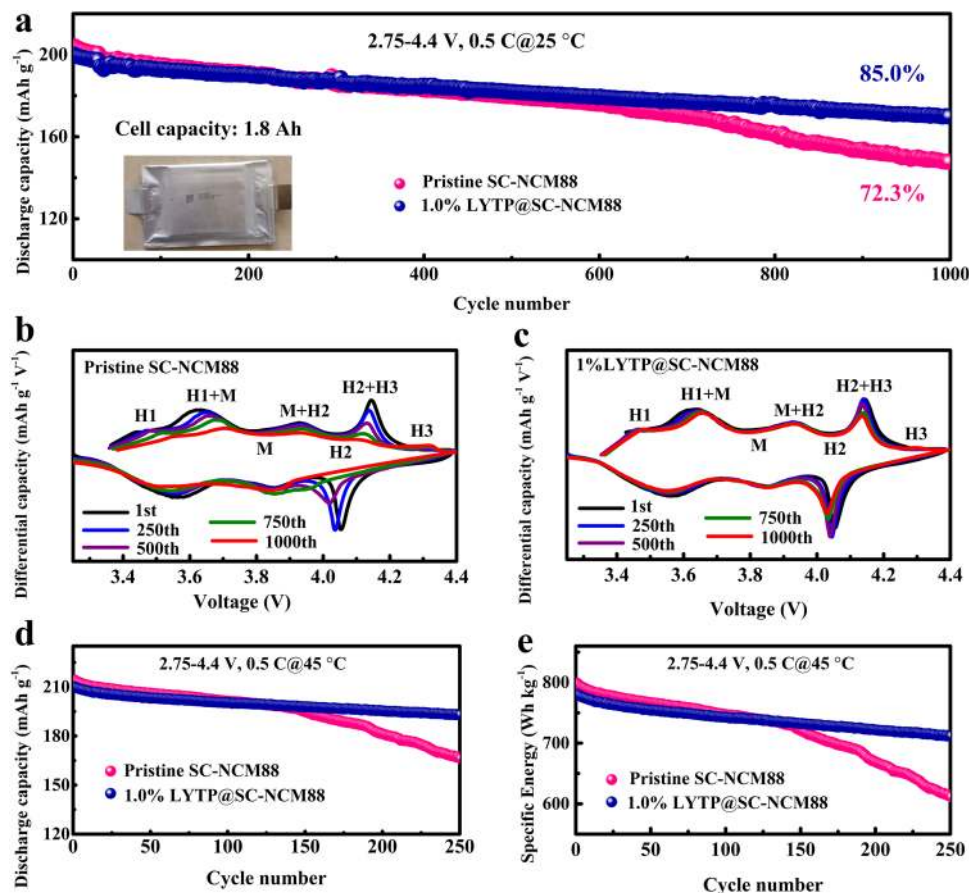 a
2.75-4.4 V, 0.5 C@25 °C
85.0%
Cell capacity: 1.8 Ah
Pristine SC-NCM88
1.0% LYTP@SC-NCM88
72.3%
Discharge capacity (mAh g⁻¹)
200
160
120
0 200 400 600 800 1000
Cycle number
b
Pristine SC-NCM88
H1
H1+M
M
M+H2
H2
H2+H3
H3
1st
250th
500th
750th
1000th
Differential capacity (mAh g⁻¹ V⁻¹)
3.4 3.6 3.8 4.0 4.2 4.4
Voltage (V)
c
1%LYTP@SC-NCM88
H1
H1+M
M
M+H2
H2
H2+H3
H3
1st
250th
500th
750th
1000th
Differential capacity (mAh g⁻¹ V⁻¹)
3.4 3.6 3.8 4.0 4.2 4.4
Voltage (V)
d
2.75-4.4 V, 0.5 C@45 °C
Pristine SC-NCM88
1.0% LYTP@SC-NCM88
Discharge capacity (mAh g⁻¹)
210
180
150
120
0 50 100 150 200 250
Cycle number
e
2.75-4.4 V, 0.5 C@45 °C
Pristine SC-NCM88
1.0% LYTP@SC-NCM88
Specific Energy (Wh kg⁻¹)
800
750
600
0 50 100 150 200 250
Cycle number